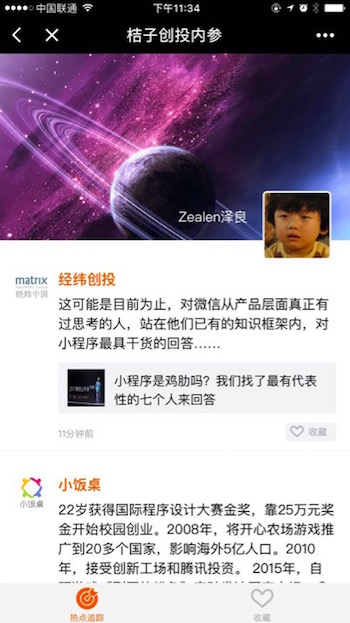 中国联通
下午11:34
桔子创投内参
Zealen泽良
matrix
经纬中国
经纬创投
这可能是目前为止，对微信从产品层面真正有
过思考的人，站在他们已有的知识框架内，对
小程序最具干货的回答……
小程序是鸡肋吗？我们找了最有代表
性的七个人来回答
11分钟前
收藏
小饭桌
小饭桌
22岁获得国际程序设计大赛金奖，靠25万元奖
金开始校园创业。2008年，将开心农场游戏推
广到20多个国家，影响海外5亿人口。2010
年，接受创新工场和腾讯投资。 2015年，自
热点追踪
收藏